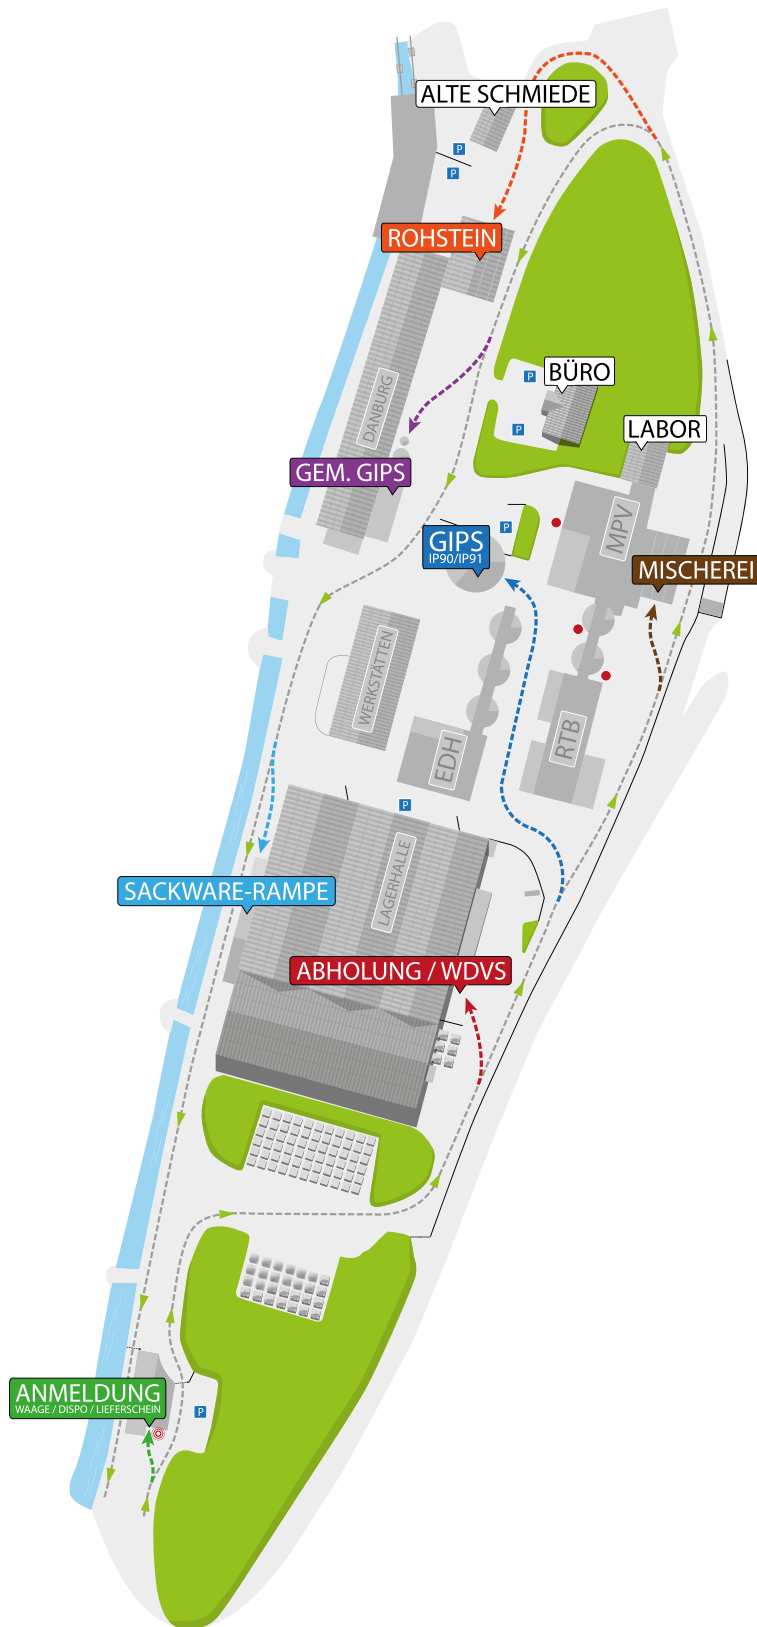 ALTE SCHMIEDE
P
P
ROHSTEIN
P
BÜRO
DANBURG
P
LABOR
GEM. GIPS
MPV
P
GIPS
IP90/IP91
MISCHEREI
WERKSTÄTTEN
EDH
RTB
P
LAGERHALLE
SACKWARE-RAMPE
ABHOLUNG / WDVS
ANMELDUNG
WAAGE / DISPO / LIEFERSCHEIN
P